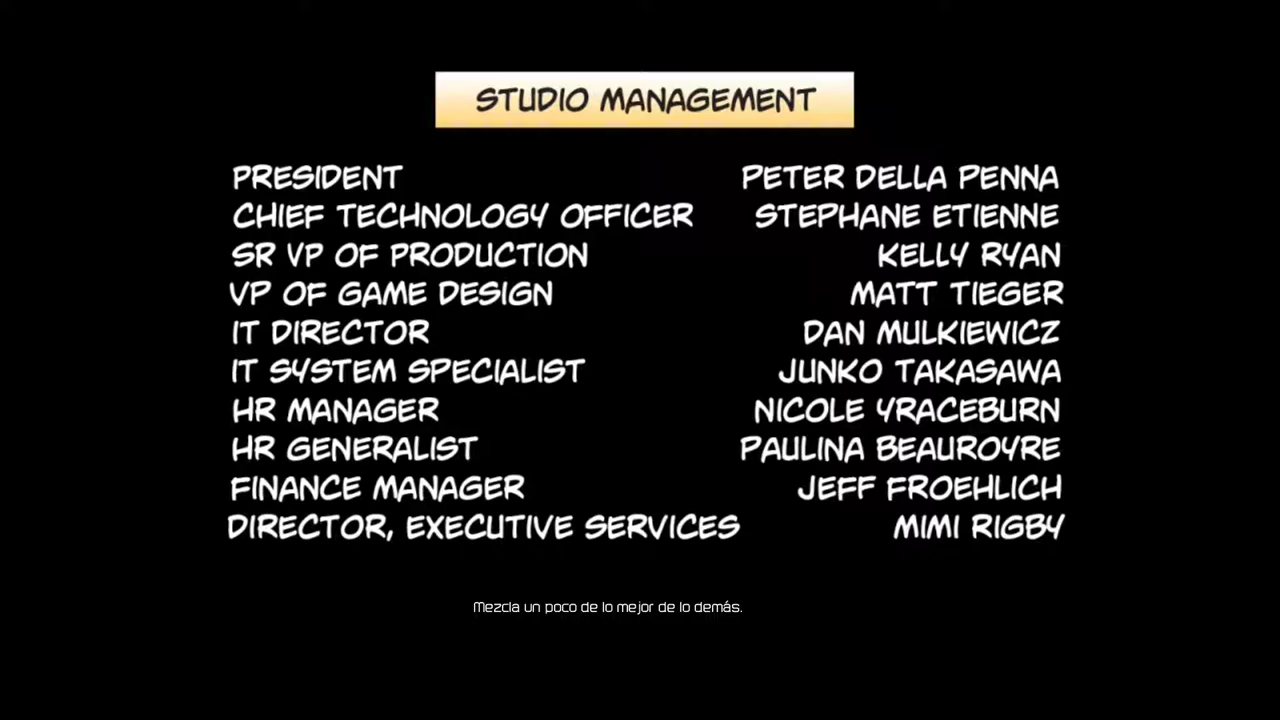 STUDIO MANAGEMENT
PRESIDENT PETER DELLA PENNA
CHIEF TECHNOLOGY OFFICER STEPHANE ETIENNE
SR VP OF PRODUCTION KELLY RYAN
VP OF GAME DESIGN MATT TIEGER
IT DIRECTOR DAN MULKIEWICZ
IT SYSTEM SPECIALIST JUNKO TAKASAWA
HR MANAGER NICOLE YRACEBURN
HR GENERALIST PAULINA BEAUROYRE
FINANCE MANAGER JEFF FROEHLICH
DIRECTOR, EXECUTIVE SERVICES MIMI RIGBY
Mezcla un poco de lo mejor de lo demás.